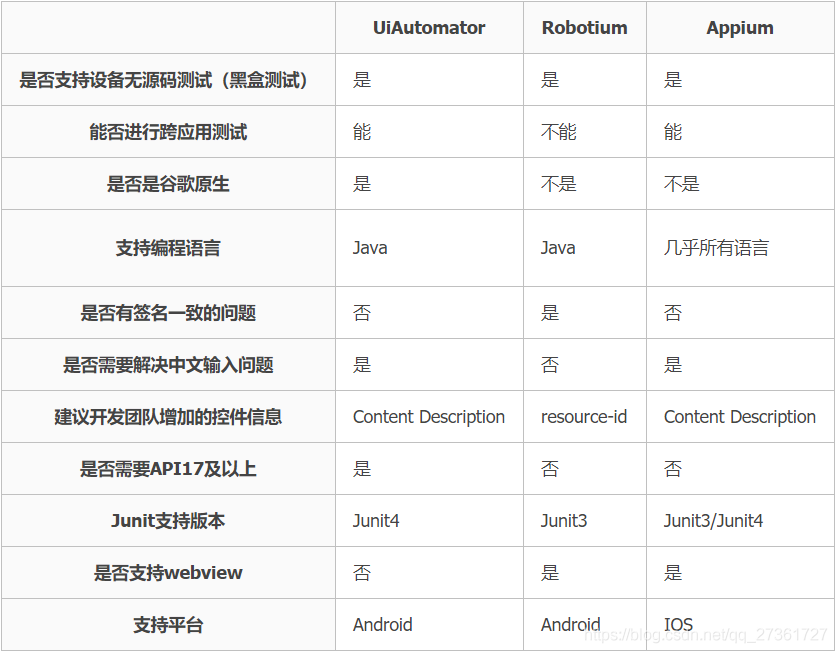 UiAutomator Robotium Appium
是否支持设备无源码测试（黑盒测试） 是 是 是
能否进行跨应用测试 能 不能 能
是否是谷歌原生 是 不是 不是
支持编程语言 Java Java 几乎所有语言
是否有签名一致的问题 否 是 否
是否需要解决中文输入问题 是 否 是
建议开发团队增加的控件信息 Content Description resource-id Content Description
是否需要API17及以上 是 否 否
Junit支持版本 Junit4 Junit3 Junit3/Junit4
是否支持webview 否 是 是
支持平台 Android Android IOS
https://blog.csdn.net/qq_27361727